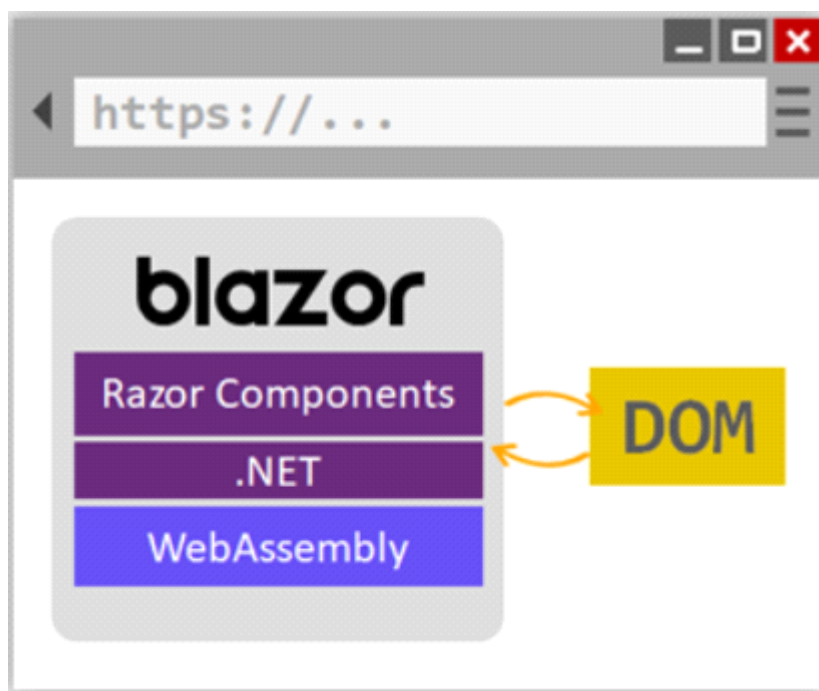 https://...
blazor
Razor Components
.NET
WebAssembly
DOM